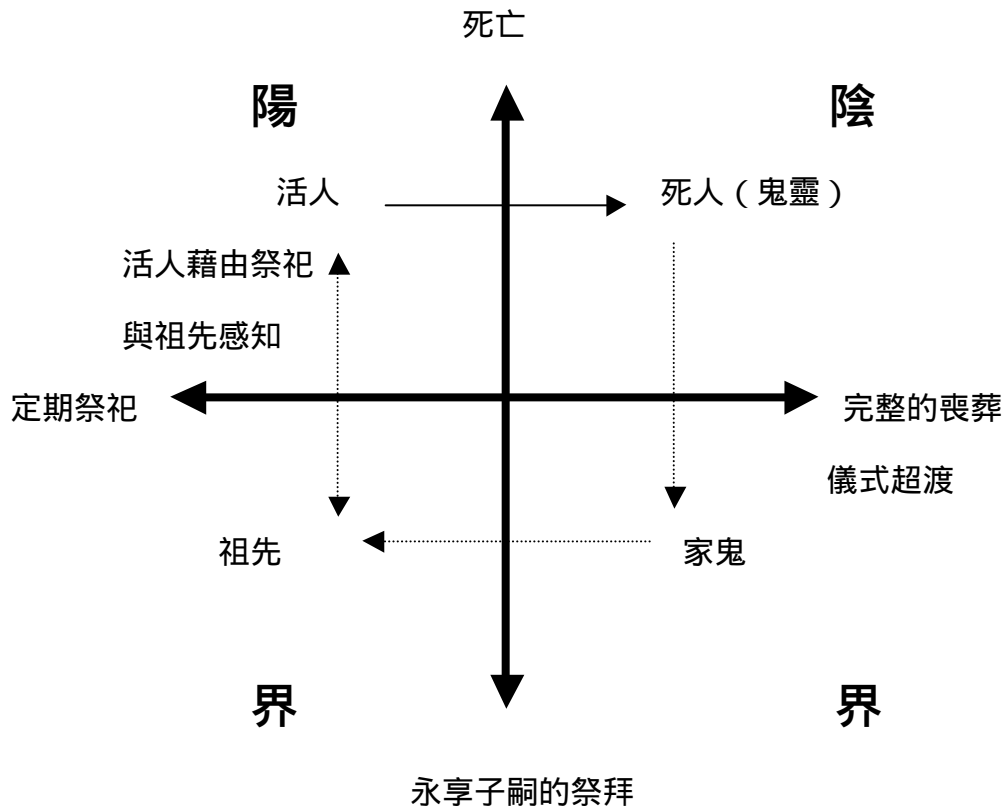 死亡
陽
陰
活人
死人（鬼靈）
活人藉由祭祀
與祖先感知
定期祭祀
完整的喪葬
儀式超渡
祖先
家鬼
界
界
永享子嗣的祭拜